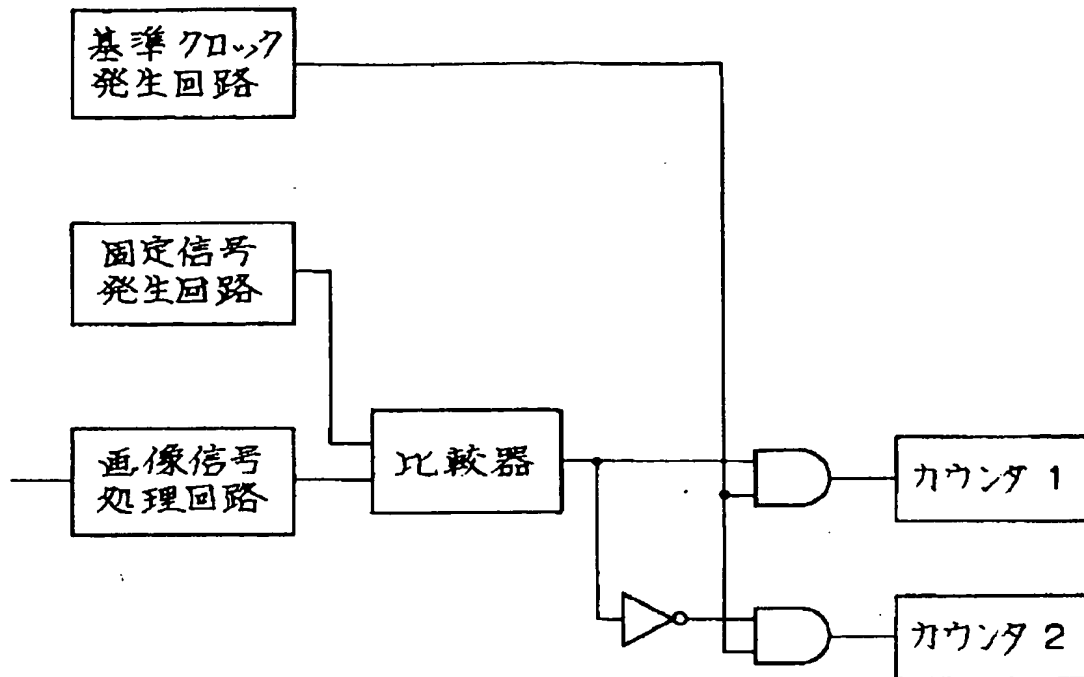 基準クロック
発生回路
固定信号
発生回路
画像信号
処理回路
比較器
カウンタ 1
カウンタ 2